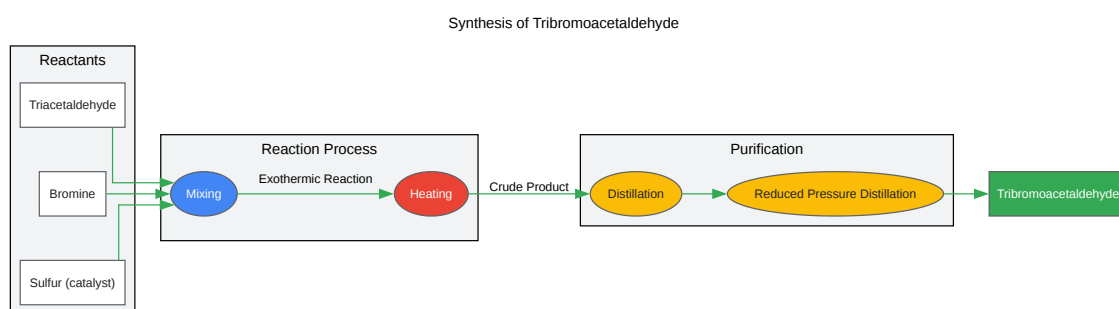 Synthesis of Tribromoacetaldehyde
Reactants
Triacetaldehyde
Bromine
Sulfur (catalyst)
Reaction Process
Mixing
Exothermic Reaction
Heating
Crude Product
Purification
Distillation
Reduced Pressure Distillation
Tribromoacetaldehyde